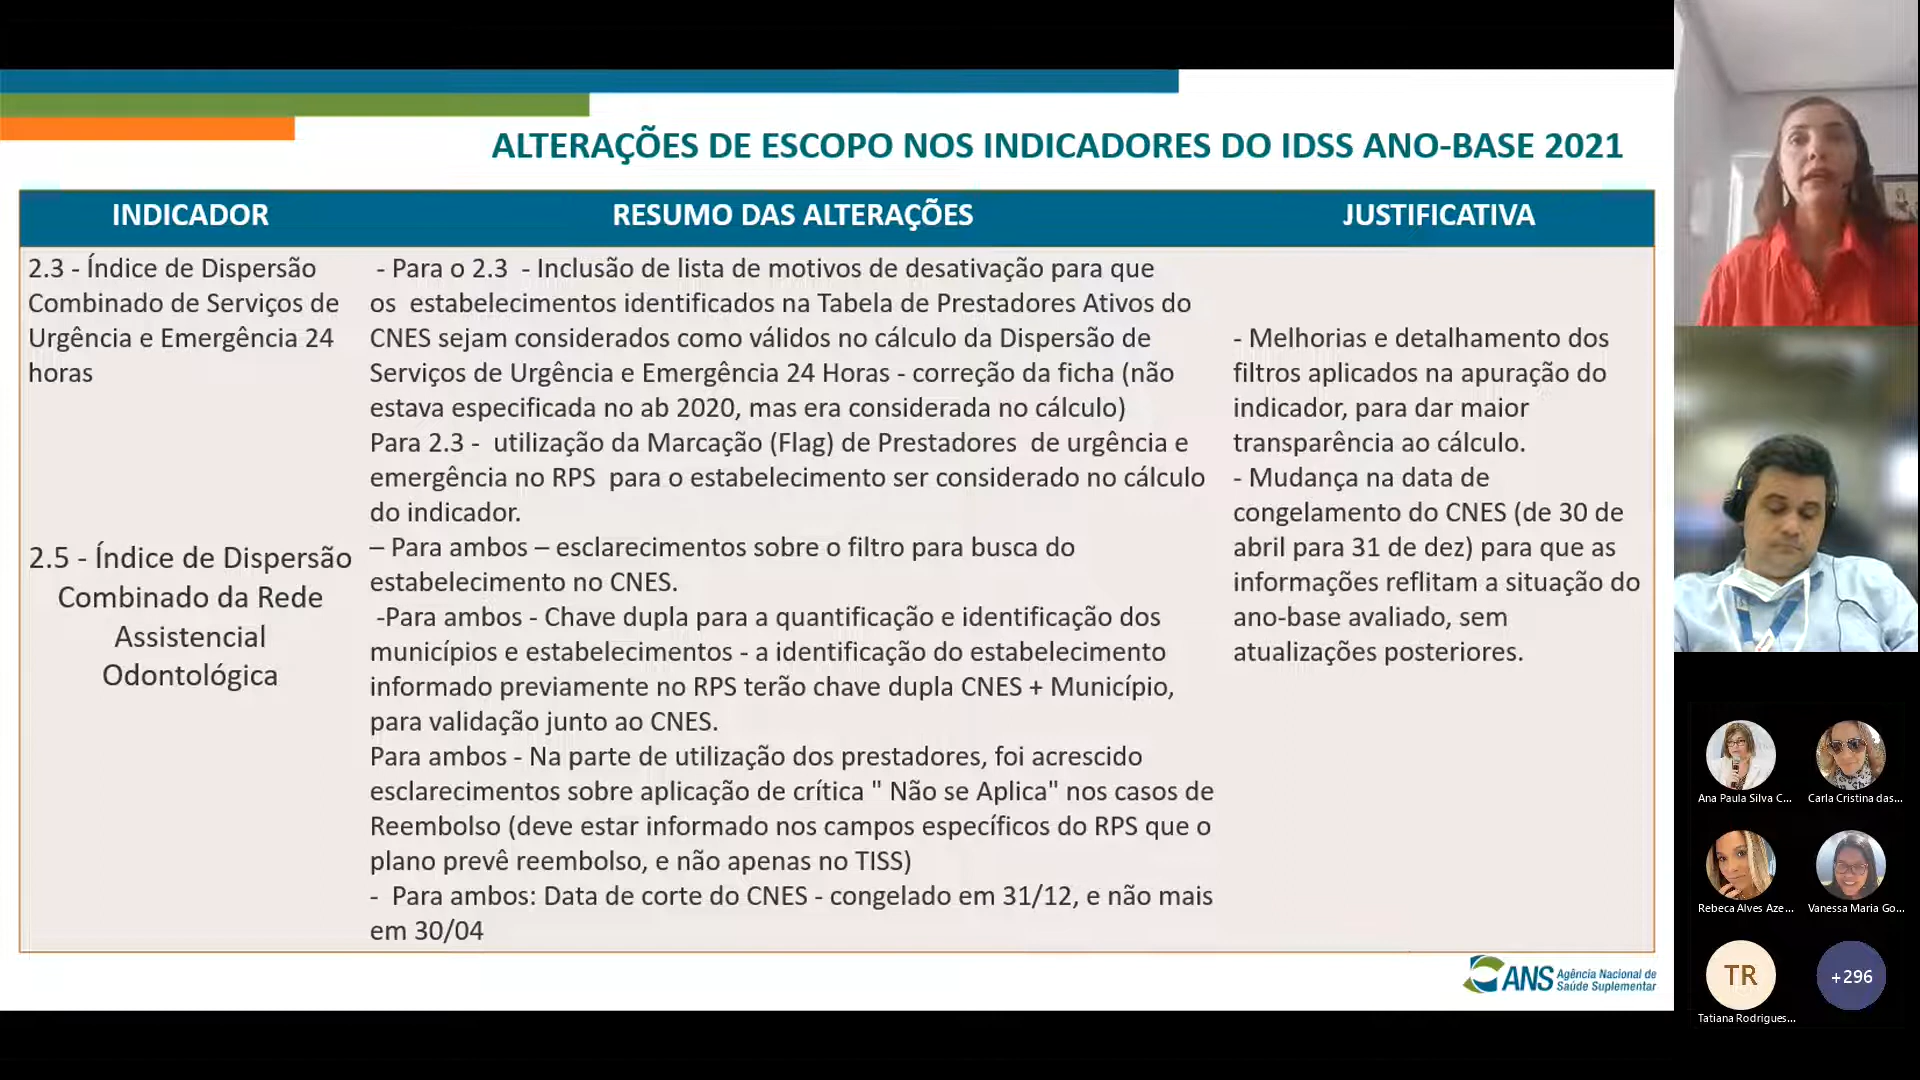 ALTERAÇÕES DE ESCOPO NOS INDICADORES DO IDSS ANO-BASE 2021
INDICADOR
RESUMO DAS ALTERAÇÕES
JUSTIFICATIVA
2.3 - Índice de Dispersão
Combinado de Serviços de
Urgência e Emergência 24
horas
2.5 - Índice de Dispersão
Combinado da Rede
Assistencial
Odontológica
- Para o 2.3 - Inclusão de lista de motivos de desativação para que
os estabelecimentos identificados na Tabela de Prestadores Ativos do
CNES sejam considerados como válidos no cálculo da Dispersão de
Serviços de Urgência e Emergência 24 Horas - correção da ficha (não
estava especificada no ab 2020, mas era considerada no cálculo)
Para 2.3 - utilização da Marcação (Flag) de Prestadores de urgência e
emergência no RPS para o estabelecimento ser considerado no cálculo
do indicador.
– Para ambos – esclarecimentos sobre o filtro para busca do
estabelecimento no CNES.
-Para ambos - Chave dupla para a quantificação e identificação dos
municípios e estabelecimentos - a identificação do estabelecimento
informado previamente no RPS terão chave dupla CNES + Município,
para validação junto ao CNES.
Para ambos - Na parte de utilização dos prestadores, foi acrescido
esclarecimentos sobre aplicação de crítica " Não se Aplica" nos casos de
Reembolso (deve estar informado nos campos específicos do RPS que o
plano prevê reembolso, e não apenas no TISS)
- Para ambos: Data de corte do CNES - congelado em 31/12, e não mais
em 30/04
- Melhorias e detalhamento dos
filtros aplicados na apuração do
indicador, para dar maior
transparência ao cálculo.
- Mudança na data de
congelamento do CNES (de 30 de
abril para 31 de dez) para que as
informações reflitam a situação do
ano-base avaliado, sem
atualizações posteriores.
ANS Agência Nacional de
Saúde Suplementar
Ana Paula Silva C...
Carla Cristina das...
Rebeca Alves Aze...
Vanessa Maria Go...
TR
+296
Tatiana Rodrigues...